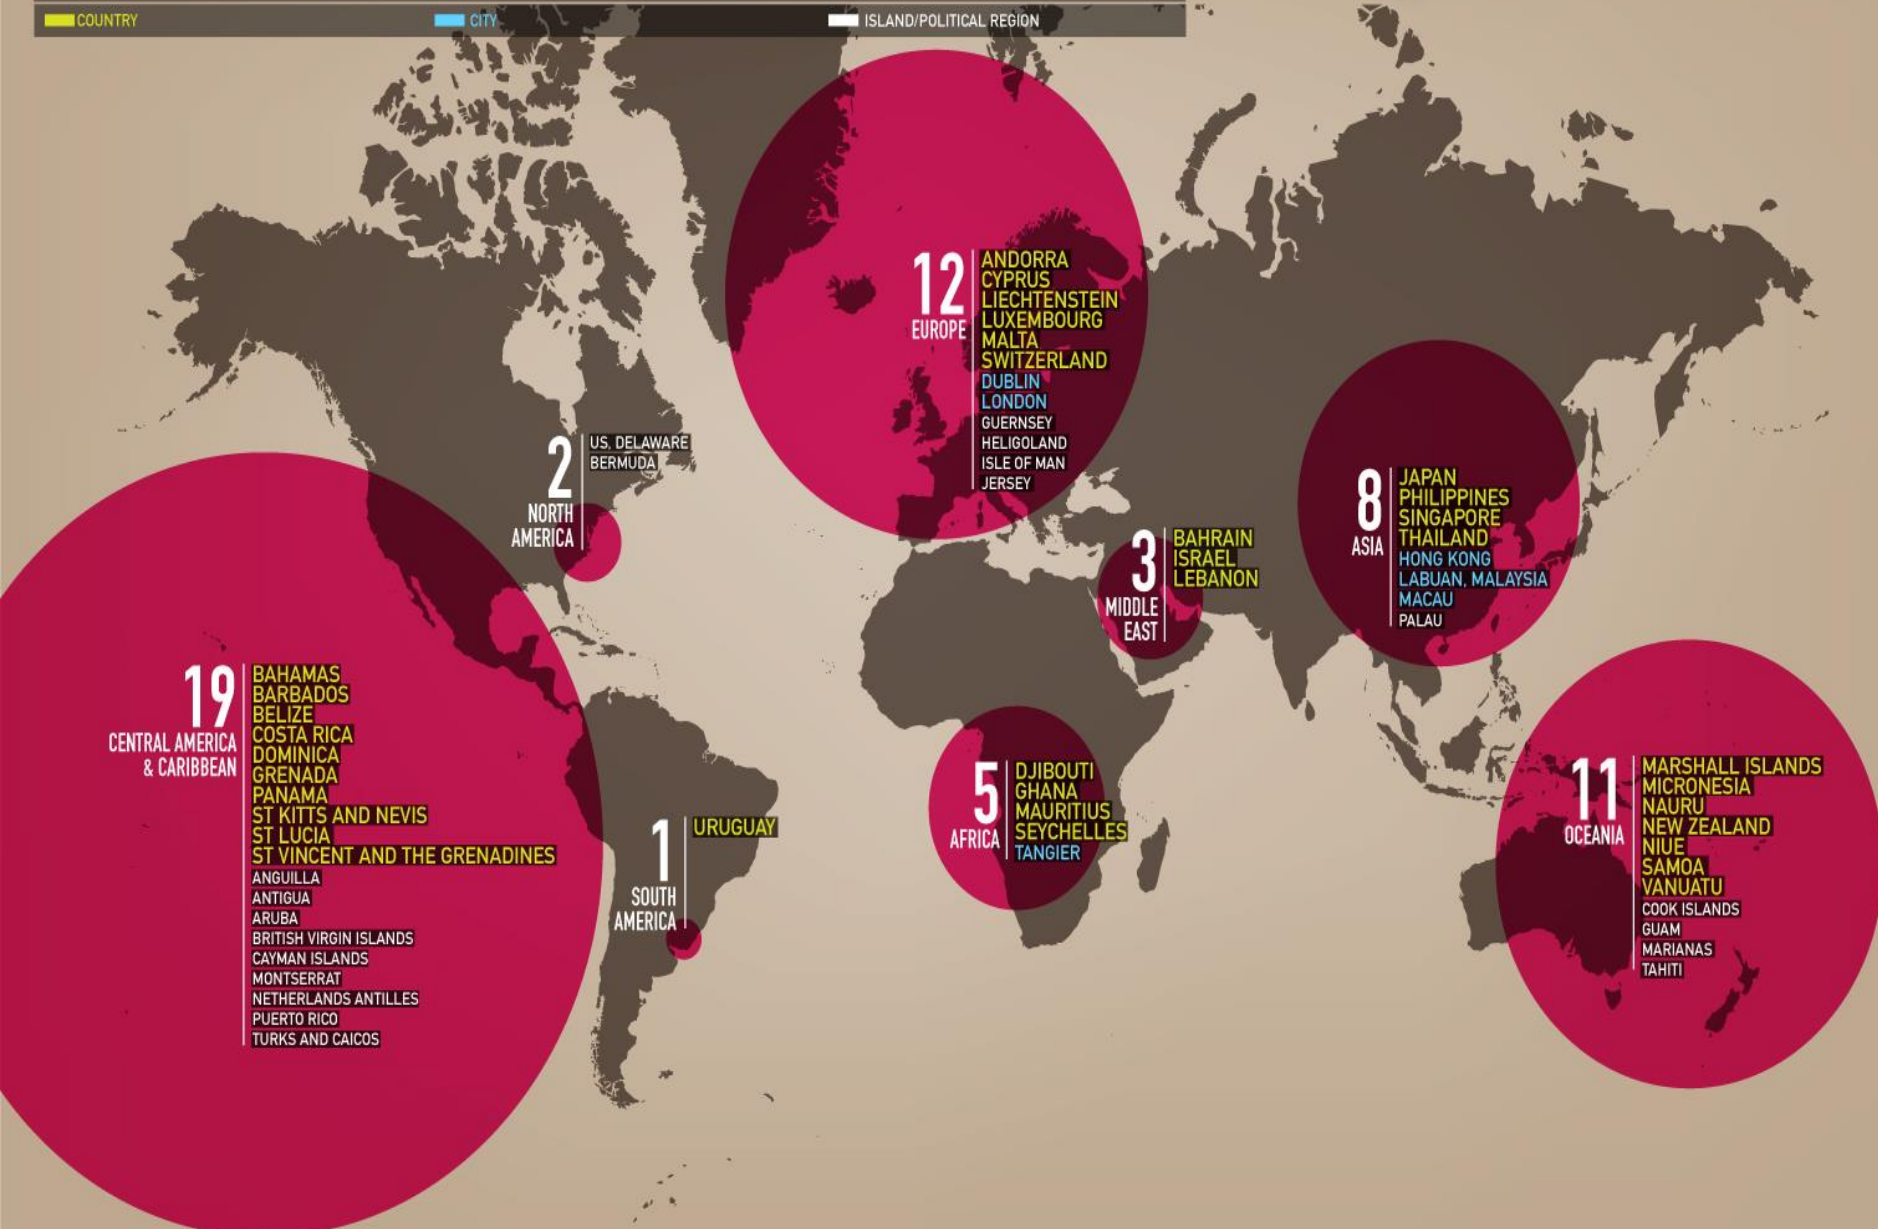 COUNTRY
CITY
ISLAND/POLITICAL REGION
12
EUROPE
ANDORRA
CYPRUS
LIECHTENSTEIN
LUXEMBOURG
MALTA
SWITZERLAND
DUBLIN
LONDON
GUERNSEY
HELIGOLAND
ISLE OF MAN
JERSEY
2
NORTH
AMERICA
US. DELAWARE
BERMUDA
8
ASIA
JAPAN
PHILIPPINES
SINGAPORE
THAILAND
HONG KONG
LABUAN, MALAYSIA
MACAU
PALAU
3
MIDDLE
EAST
BAHRAIN
ISRAEL
LEBANON
19
CENTRAL AMERICA
& CARIBBEAN
BAHAMAS
BARBADOS
BELIZE
COSTA RICA
DOMINICA
GRENADA
PANAMA
ST KITTS AND NEVIS
ST LUCIA
ST VINCENT AND THE GRENADINES
ANGUILLA
ANTIGUA
ARUBA
BRITISH VIRGIN ISLANDS
CAYMAN ISLANDS
MONTSERRAT
NETHERLANDS ANTILLES
PUERTO RICO
TURKS AND CAICOS
1
SOUTH
AMERICA
URUGUAY
5
AFRICA
DJIBOUTI
GHANA
MAURITIUS
SEYCHELLES
TANGIER
11
OCEANIA
MARSHALL ISLANDS
MICRONESIA
NAURU
NEW ZEALAND
NIUE
SAMOA
VANUATU
COOK ISLANDS
GUAM
MARIANAS
TAHITI